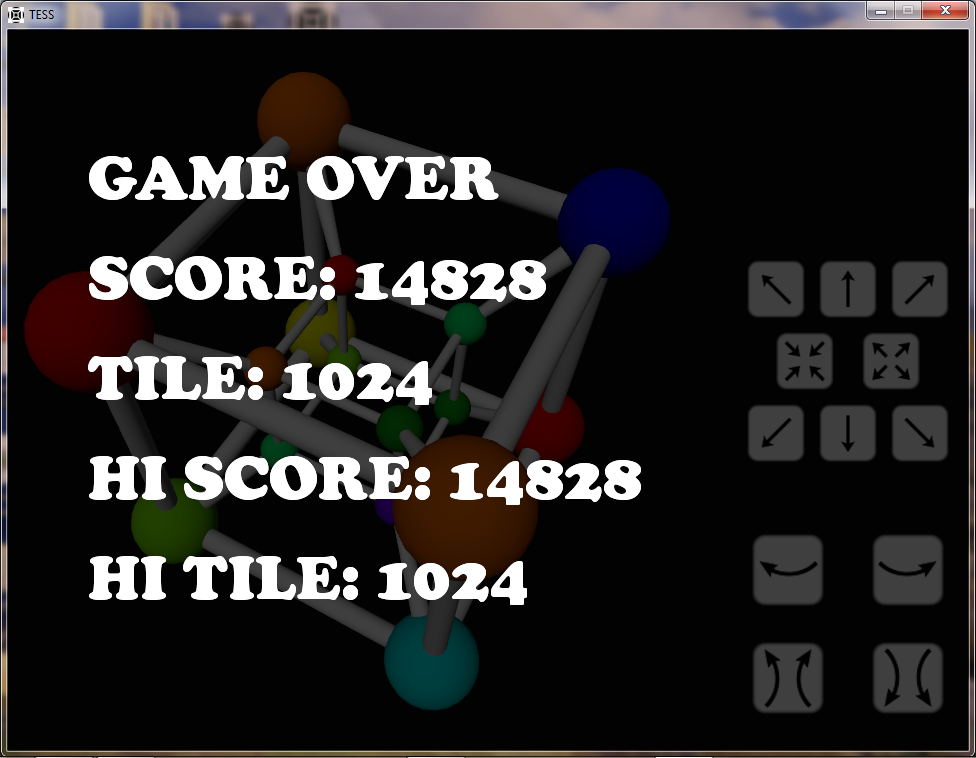 TESS
GAME OVER
SCORE: 14828
TILE: 1024
HI SCORE: 14828
HI TILE: 1024